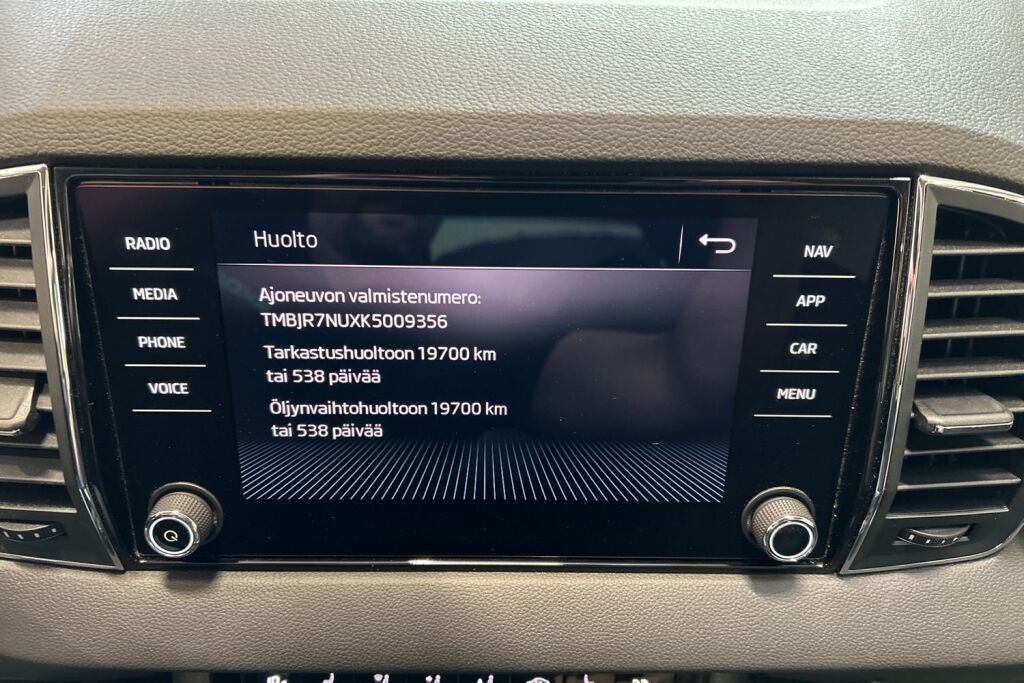 RADIO
MEDIA
PHONE
VOICE
Huolto
Ajoneuvon valmistenumero:
TMBJR7NUXK5009356
Tarkastushuoltoon 19700 km
tai 538 päivää
Öljynvaihtohuoltoon 19700 km
tai 538 päivää
NAV
APP
CAR
MENU